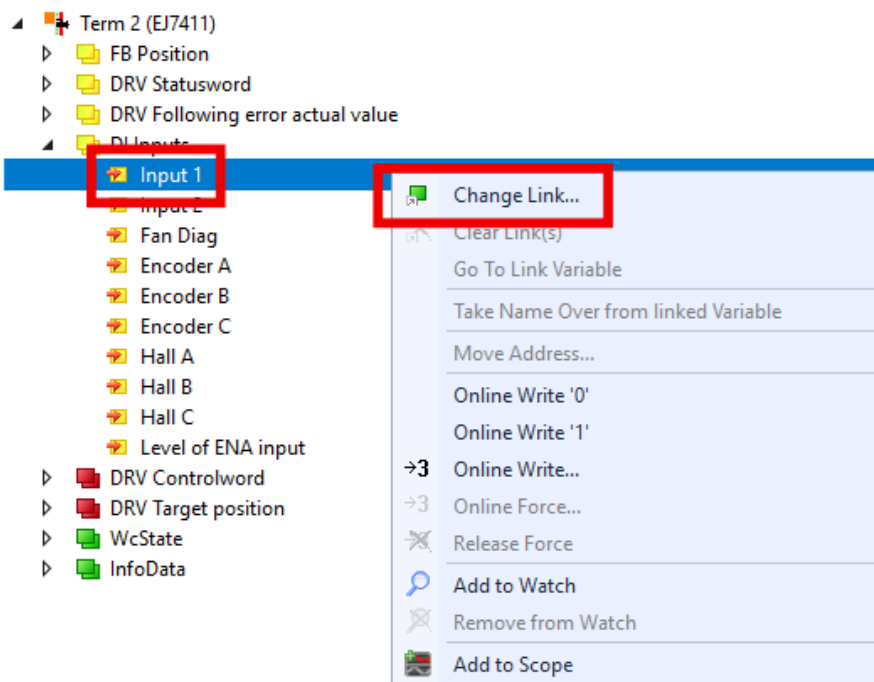 Term 2 (EJ7411)
FB Position
DRV Statusword
DRV Following error actual value
DI Inputs
Input 1
Input 2
Fan Diag
Encoder A
Encoder B
Encoder C
Hall A
Hall B
Hall C
Level of ENA input
DRV Controlword
DRV Target position
WcState
InfoData
Change Link...
Clear Link(s)
Go To Link Variable
Take Name Over from linked Variable
Move Address...
Online Write '0'
Online Write '1'
→3 Online Write...
→3 Online Force...
Release Force
Add to Watch
Remove from Watch
Add to Scope